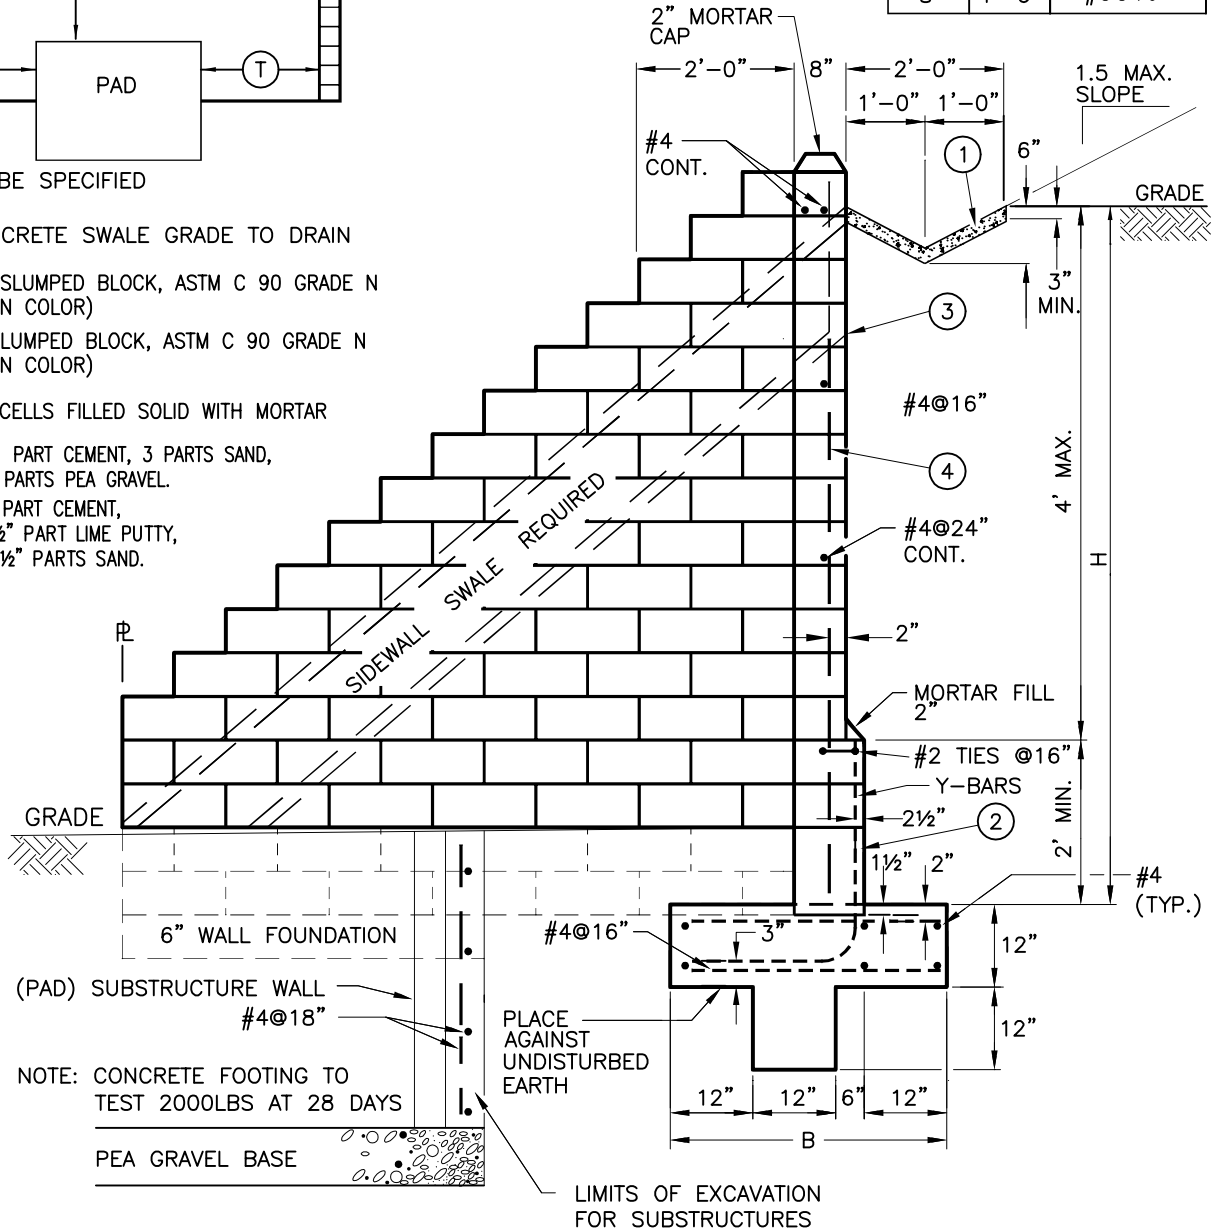 2" MORTAR
CAP
2'-0"
8"
2'-0"
1.5 MAX.
SLOPE
T
PAD
1'-0"
1'-0"
#4
CONT.
1
6"
BE SPECIFIED
GRADE
CRETE SWALE GRADE TO DRAIN
SLUMPED BLOCK, ASTM C 90 GRADE N
N COLOR)
3"
MIN.
3
LUMPED BLOCK, ASTM C 90 GRADE N
N COLOR)
CELLS FILLED SOLID WITH MORTAR
#4@16"
PART CEMENT, 3 PARTS SAND,
PARTS PEA GRAVEL.
4
4' MAX.
PART CEMENT,
½" PART LIME PUTTY,
½" PARTS SAND.
#4@24"
CONT.
H
SIDEWALL SWALE REQUIRED
PL
2"
MORTAR FILL
2"
#2 TIES @16"
Y-BARS
2½"
2
2' MIN.
GRADE
1½"
2"
#4
(TYP.)
6" WALL FOUNDATION
#4@16"
3"
12"
(PAD) SUBSTRUCTURE WALL
#4@18"
PLACE
AGAINST
UNDISTURBED
EARTH
12"
NOTE: CONCRETE FOOTING TO
TEST 2000LBS AT 28 DAYS
12"
12"
6"
12"
B
PEA GRAVEL BASE
LIMITS OF EXCAVATION
FOR SUBSTRUCTURES